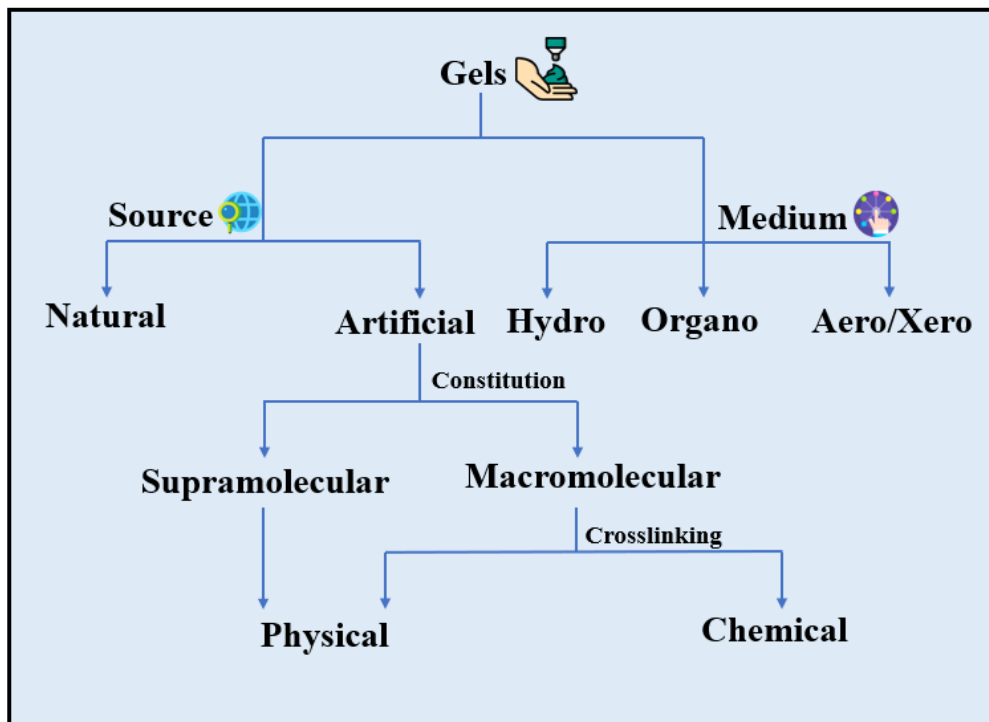 Gels
Source
Medium
Natural
Artificial
Hydro
Organo
Aero/Xero
Constitution
Supramolecular
Macromolecular
Crosslinking
Physical
Chemical